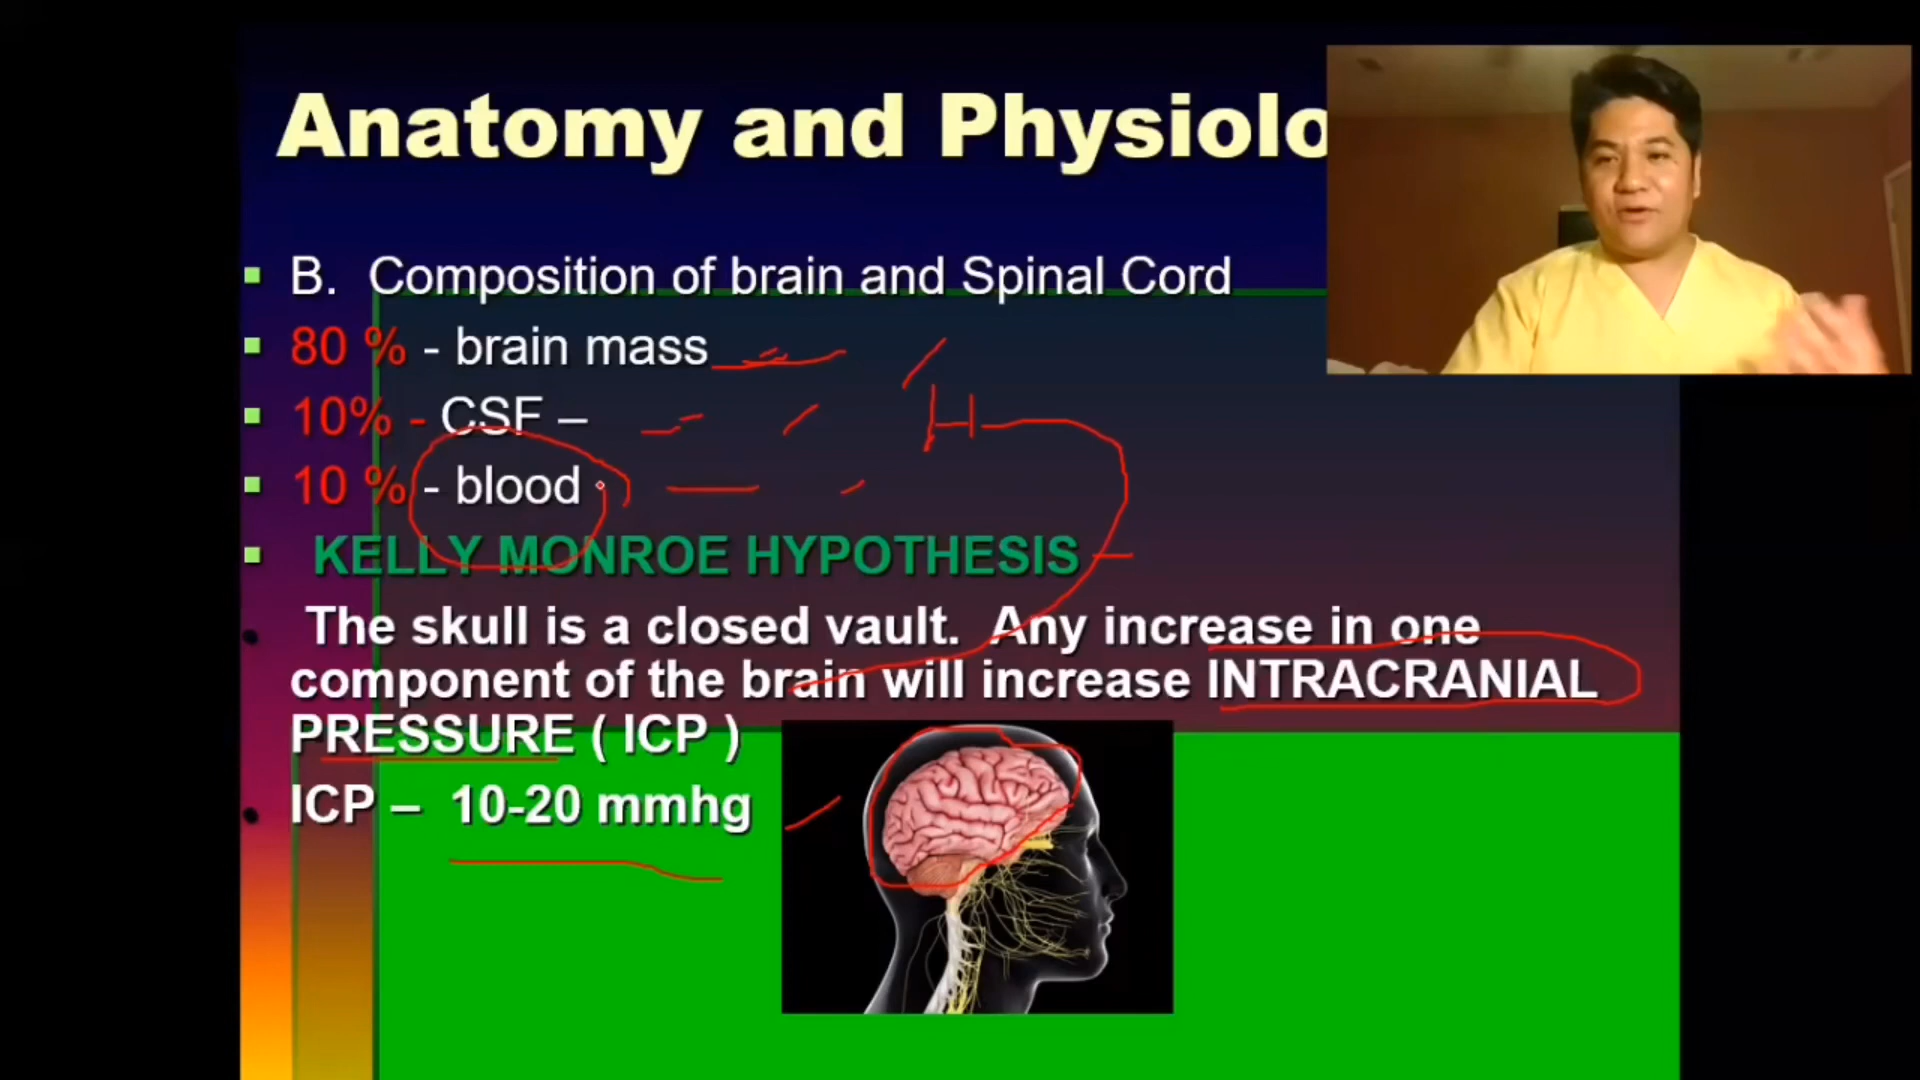 Anatomy and Physiolo
B. Composition of brain and Spinal Cord
80 % - brain mass
10% - CSF –
10 % - blood
KELLY MONROE HYPOTHESIS
The skull is a closed vault. Any increase in one
component of the brain will increase INTRACRANIAL
PRESSURE ( ICP )
ICP – 10-20 mmhg